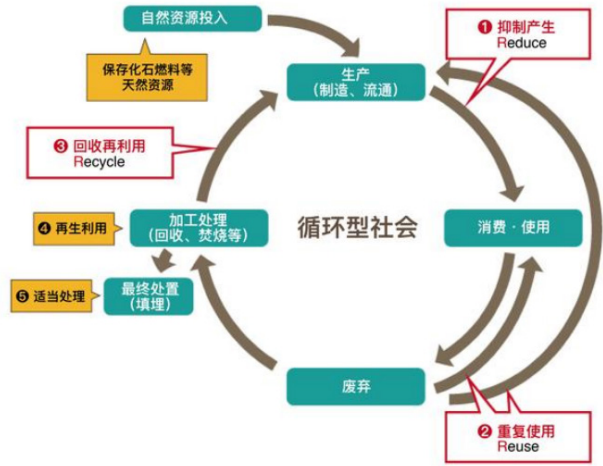 自然资源投入
保存化石燃料等
天然资源
❶ 抑制产生
Reduce
生产
(制造、流通)
❸ 回收再利用
Recycle
❹ 再生利用
加工处理
(回收、焚烧等)
循环型社会
消费·使用
❺ 适当处理
最终处置
(填埋)
废弃
❷ 重复使用
Reuse